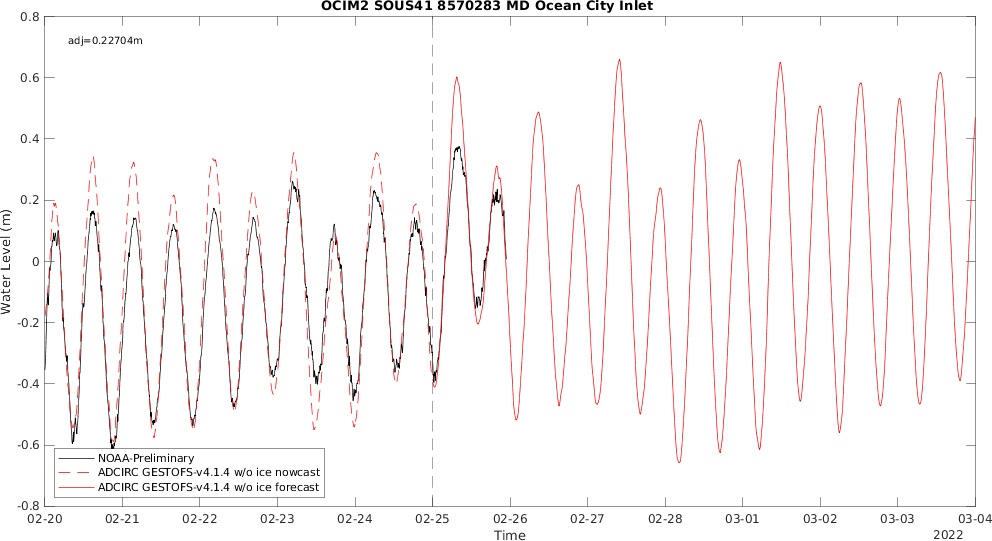 OCIM2 SOUS41 8570283 MD Ocean City Inlet
adj=0.22704m
0.8
0.6
0.4
0.2
0
-0.2
-0.4
-0.6
-0.8
Water Level (m)
NOAA-Preliminary
ADCIRC GESTOFS-v4.1.4 w/o ice nowcast
ADCIRC GESTOFS-v4.1.4 w/o ice forecast
02-20 02-21 02-22 02-23 02-24 02-25 02-26 02-27 02-28 03-01 03-02 03-03 03-04
Time
2022